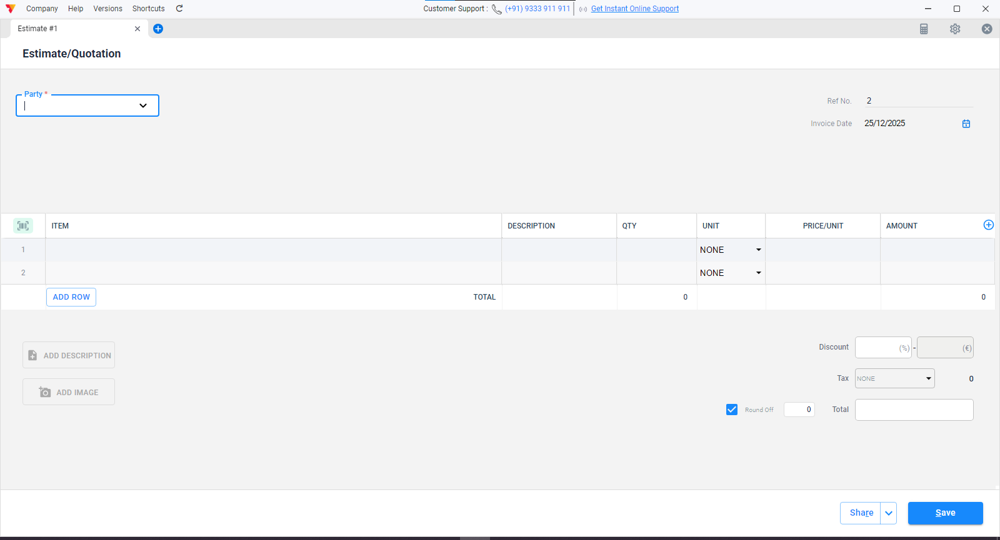 Company Help Versions Shortcuts Customer Support : (+91) 9333 911 911 Get Instant Online Support
Estimate #1
Estimate/Quotation
Party *
Ref No. 2
Invoice Date 25/12/2025
ITEM DESCRIPTION QTY UNIT PRICE/UNIT AMOUNT
1 NONE
2 NONE
ADD ROW TOTAL 0 0
ADD DESCRIPTION
ADD IMAGE
Discount (%) - (€)
Tax NONE 0
Round Off 0 Total
Share Save